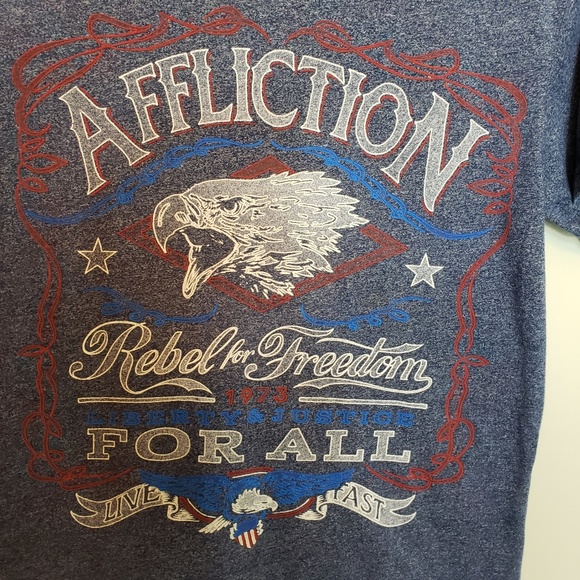 AFFLICTION
Rebel for Freedom
1973
LIBERTY & JUSTICE
FOR ALL
LIVE FAST